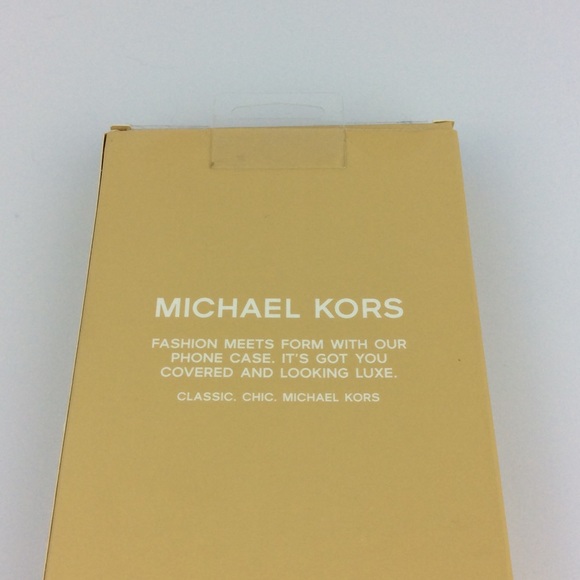 MICHAEL KORS
FASHION MEETS FORM WITH OUR
PHONE CASE. IT'S GOT YOU
COVERED AND LOOKING LUXE.
CLASSIC. CHIC. MICHAEL KORS